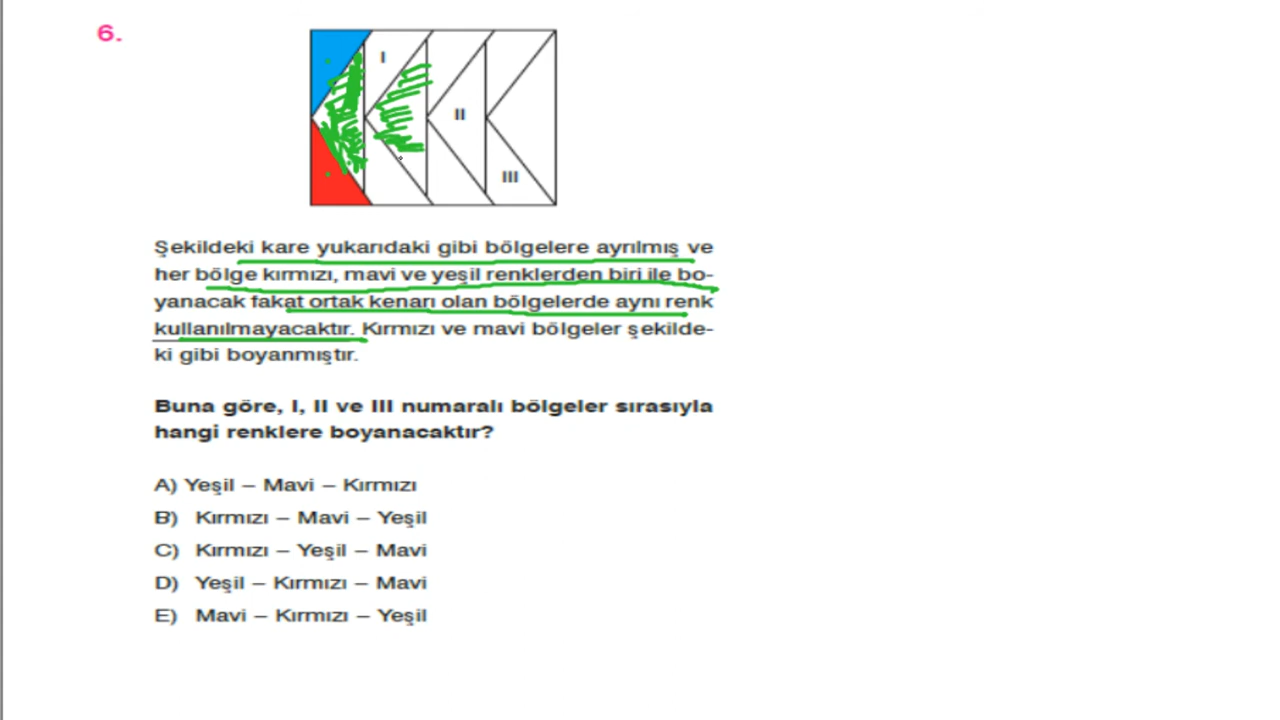 6.
I
II
III
Şekildeki kare yukarıdaki gibi bölgelere ayrılmış ve
her bölge kırmızı, mavi ve yeşil renklerden biri ile bo-
yanacak fakat ortak kenarı olan bölgelerde aynı renk
kullanılmayacaktır. Kırmızı ve mavi bölgeler şekilde-
ki gibi boyanmıştır.
Buna göre, I, II ve III numaralı bölgeler sırasıyla
hangi renklere boyanacaktır?
A) Yeşil – Mavi – Kırmızı
B) Kırmızı – Mavi – Yeşil
C) Kırmızı – Yeşil – Mavi
D) Yeşil – Kırmızı – Mavi
E) Mavi – Kırmızı – Yeşil